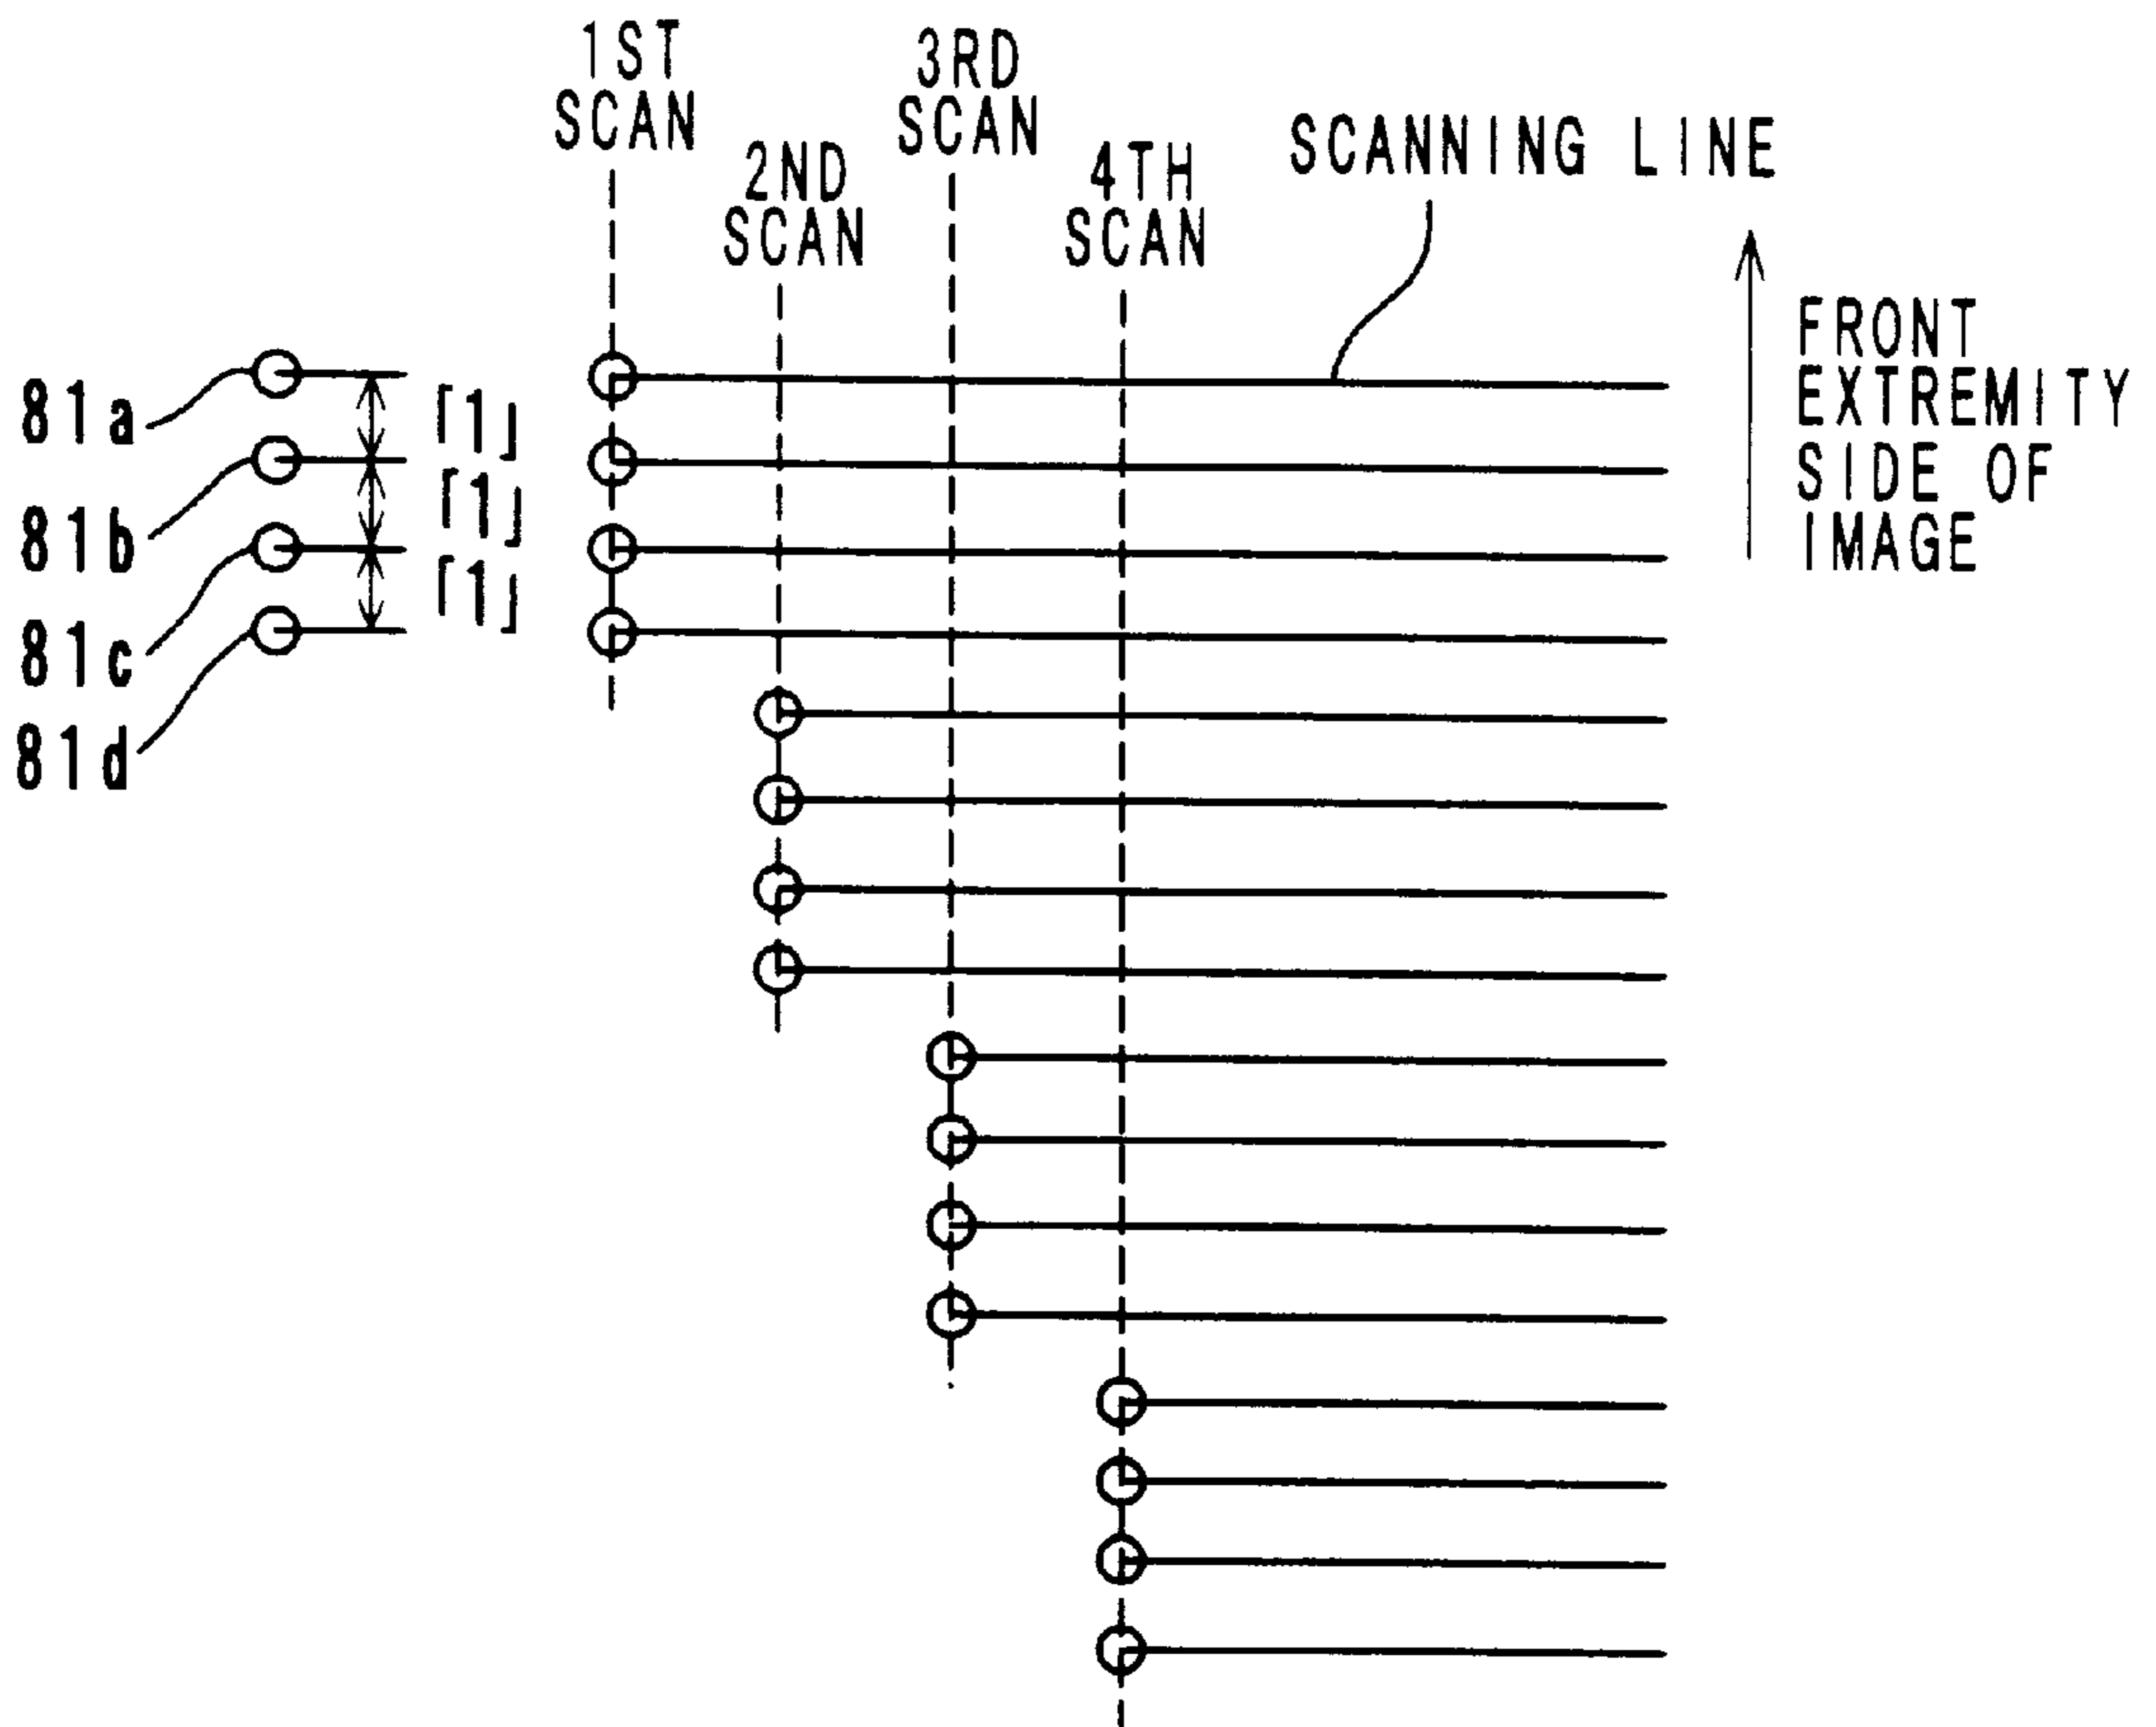 1ST
SCAN
2ND
SCAN
3RD
SCAN
4TH
SCAN
SCANNING LINE
FRONT
EXTREMITY
SIDE OF
IMAGE
81a
「1」
81b
「1」
81c
「1」
81d